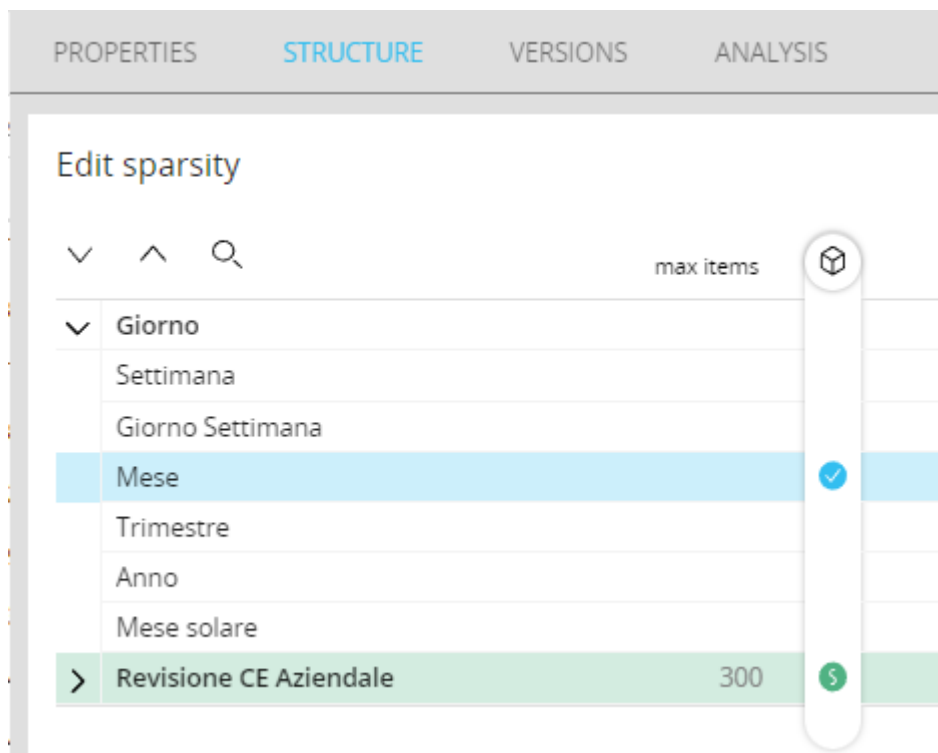 PROPERTIES STRUCTURE VERSIONS ANALYSIS
Edit sparsity
max items
Giorno
Settimana
Giorno Settimana
Mese
Trimestre
Anno
Mese solare
Revisione CE Aziendale 300 S